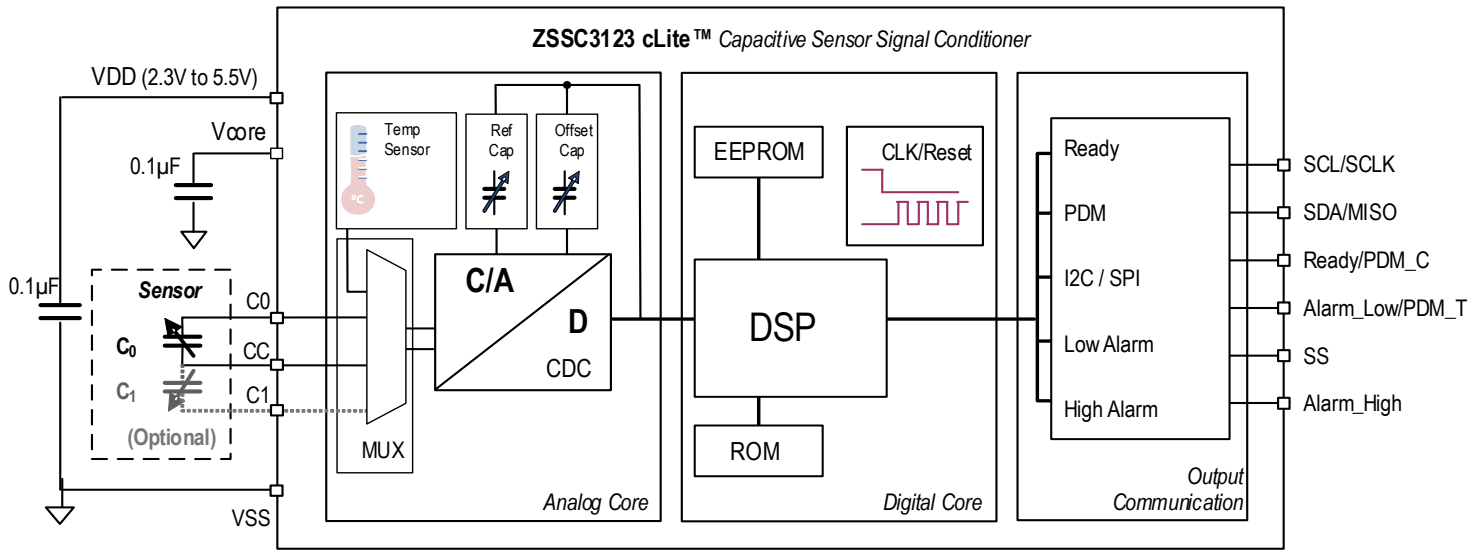 ZSSC3123 cLite™ Capacitive Sensor Signal Conditioner
VDD (2.3V to 5.5V)
Vcore
0.1µF
0.1µF
Sensor
C0
C1
(Optional)
C0
CC
C1
VSS
Temp
Sensor
ºC
Ref
Cap
Offset
Cap
MUX
C/A
D
CDC
Analog Core
EEPROM
CLK/Reset
DSP
ROM
Digital Core
Ready
PDM
I2C / SPI
Low Alarm
High Alarm
Output
Communication
SCL/SCLK
SDA/MISO
Ready/PDM_C
Alarm_Low/PDM_T
SS
Alarm_High